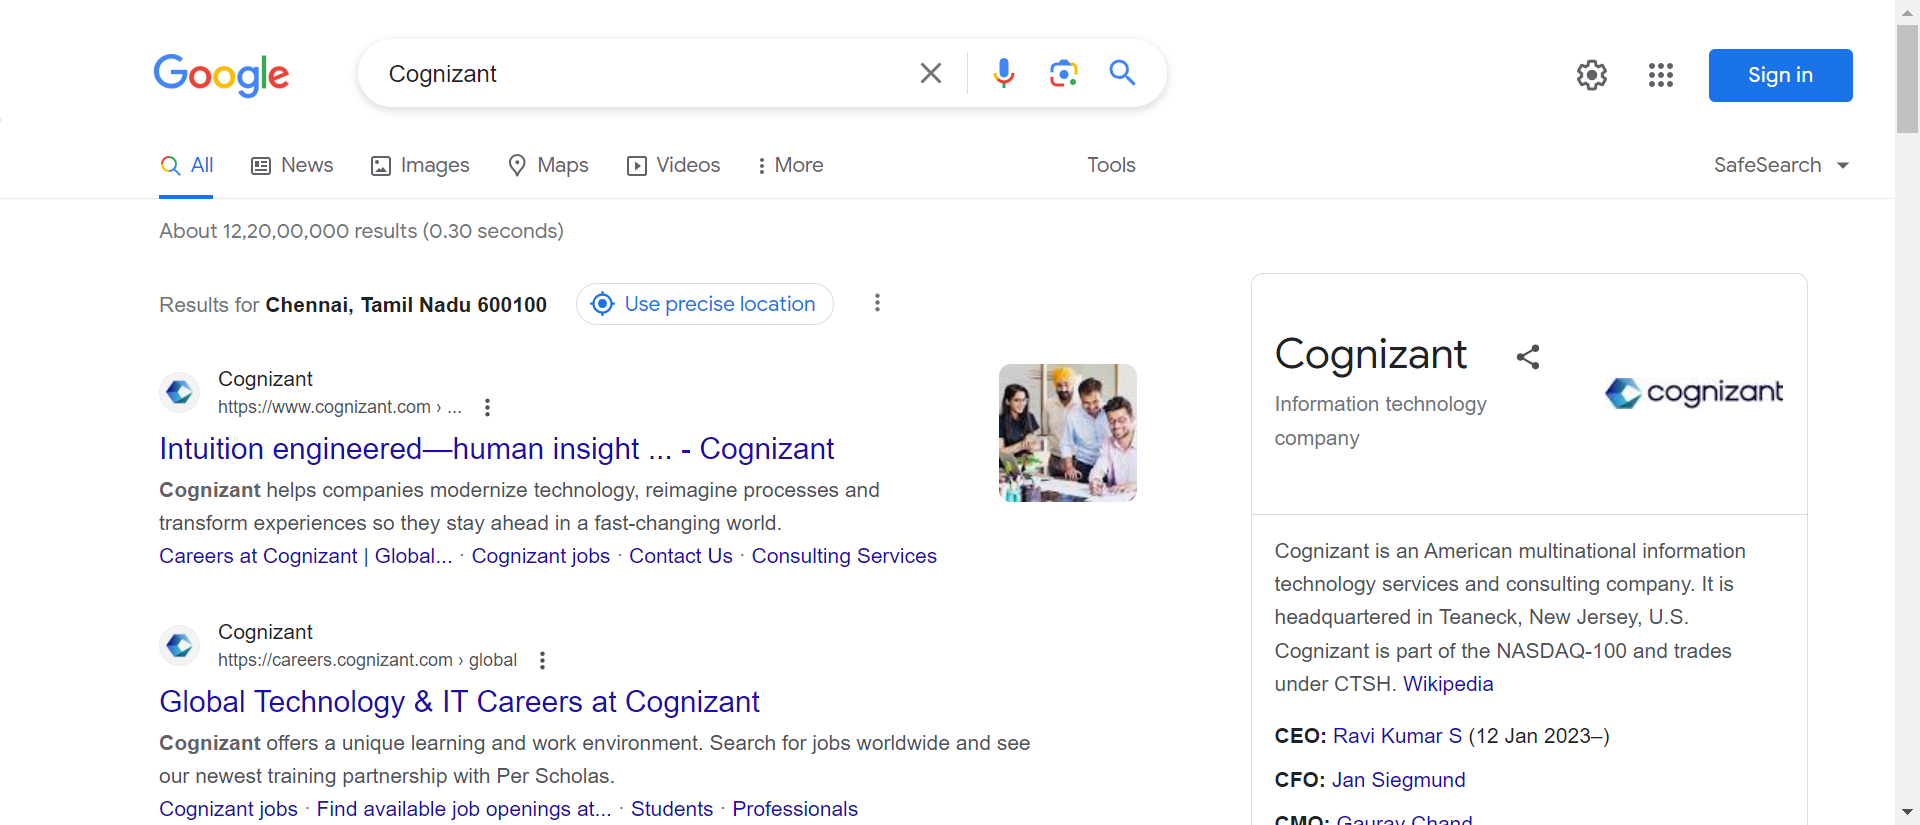 Google
Cognizant
Sign in
All
News
Images
Maps
Videos
More
Tools
SafeSearch
About 12,20,00,000 results (0.30 seconds)
Results for Chennai, Tamil Nadu 600100
Use precise location
Cognizant
https://www.cognizant.com › ...
Intuition engineered—human insight ... - Cognizant
Cognizant helps companies modernize technology, reimagine processes and
transform experiences so they stay ahead in a fast-changing world.
Careers at Cognizant | Global... · Cognizant jobs · Contact Us · Consulting Services
Cognizant
https://careers.cognizant.com › global
Global Technology & IT Careers at Cognizant
Cognizant offers a unique learning and work environment. Search for jobs worldwide and see
our newest training partnership with Per Scholas.
Cognizant jobs · Find available job openings at... · Students · Professionals
Cognizant
Information technology
company
cognizant
Cognizant is an American multinational information
technology services and consulting company. It is
headquartered in Teaneck, New Jersey, U.S.
Cognizant is part of the NASDAQ-100 and trades
under CTSH. Wikipedia
CEO: Ravi Kumar S (12 Jan 2023–)
CFO: Jan Siegmund
CMO: Gaurav Chand